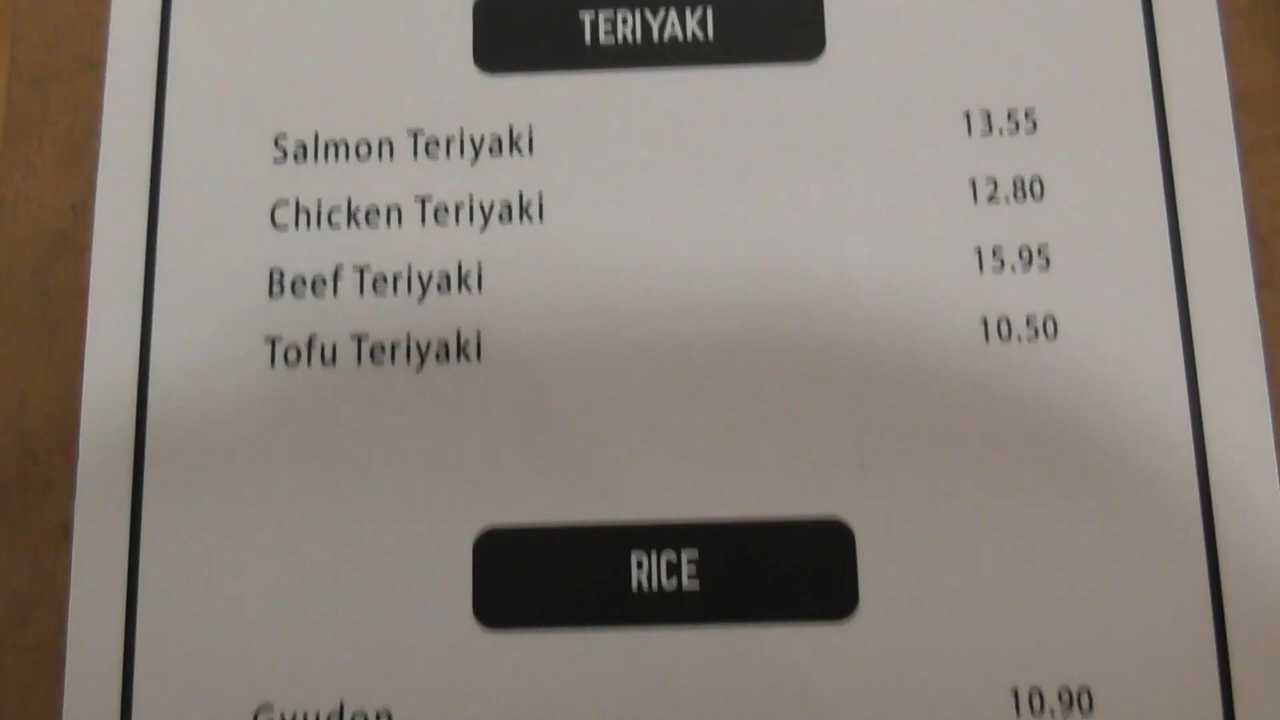 TERIYAKI
Salmon Teriyaki 13.55
Chicken Teriyaki 12.80
Beef Teriyaki 15.95
Tofu Teriyaki 10.50
RICE
Gyudon 10.90